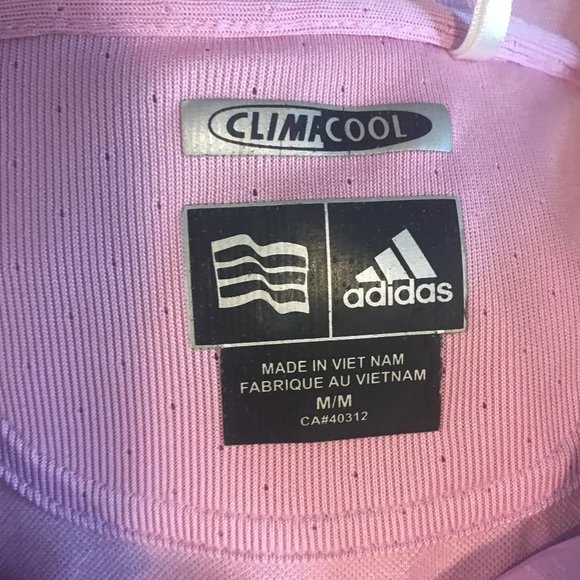 CLIMACOOL
adidas
MADE IN VIET NAM
FABRIQUE AU VIETNAM
M/M
CA#40312